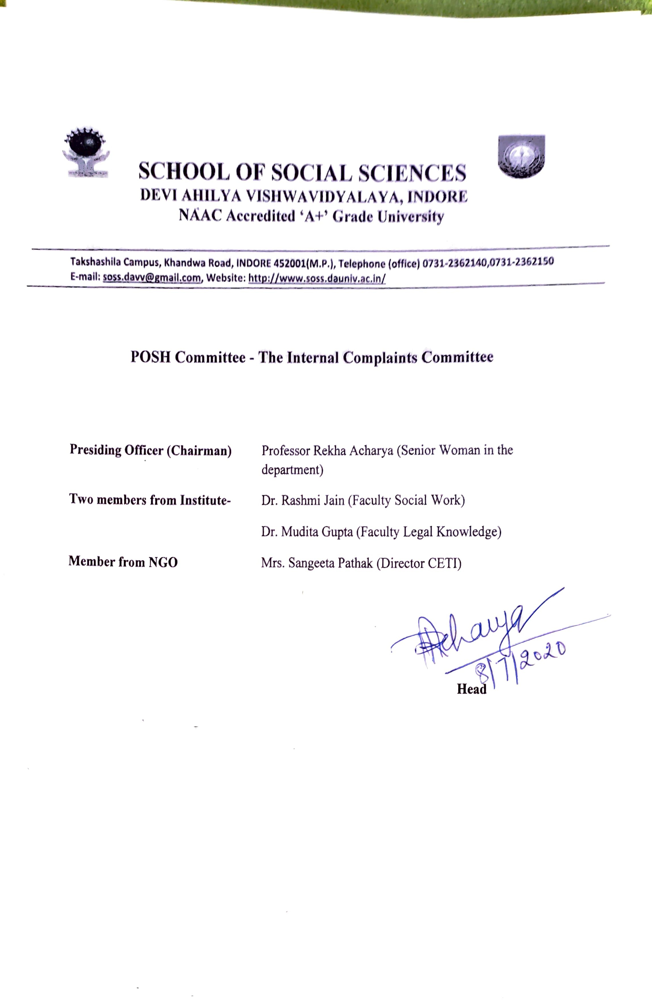 SCHOOL OF SOCIAL SCIENCES
DEVI AHILYA VISHWAVIDYALAYA, INDORE
NAAC Accredited ‘A+’ Grade University
Takshashila Campus, Khandwa Road, INDORE 452001(M.P.), Telephone (office) 0731-2362140,0731-2362150
E-mail: soss.davv@gmail.com, Website: http://www.soss.dauniv.ac.in/
POSH Committee - The Internal Complaints Committee
Presiding Officer (Chairman) Professor Rekha Acharya (Senior Woman in the
department)
Two members from Institute- Dr. Rashmi Jain (Faculty Social Work)
Dr. Mudita Gupta (Faculty Legal Knowledge)
Member from NGO Mrs. Sangeeta Pathak (Director CETI)
Acharya
8/7/2020
Head